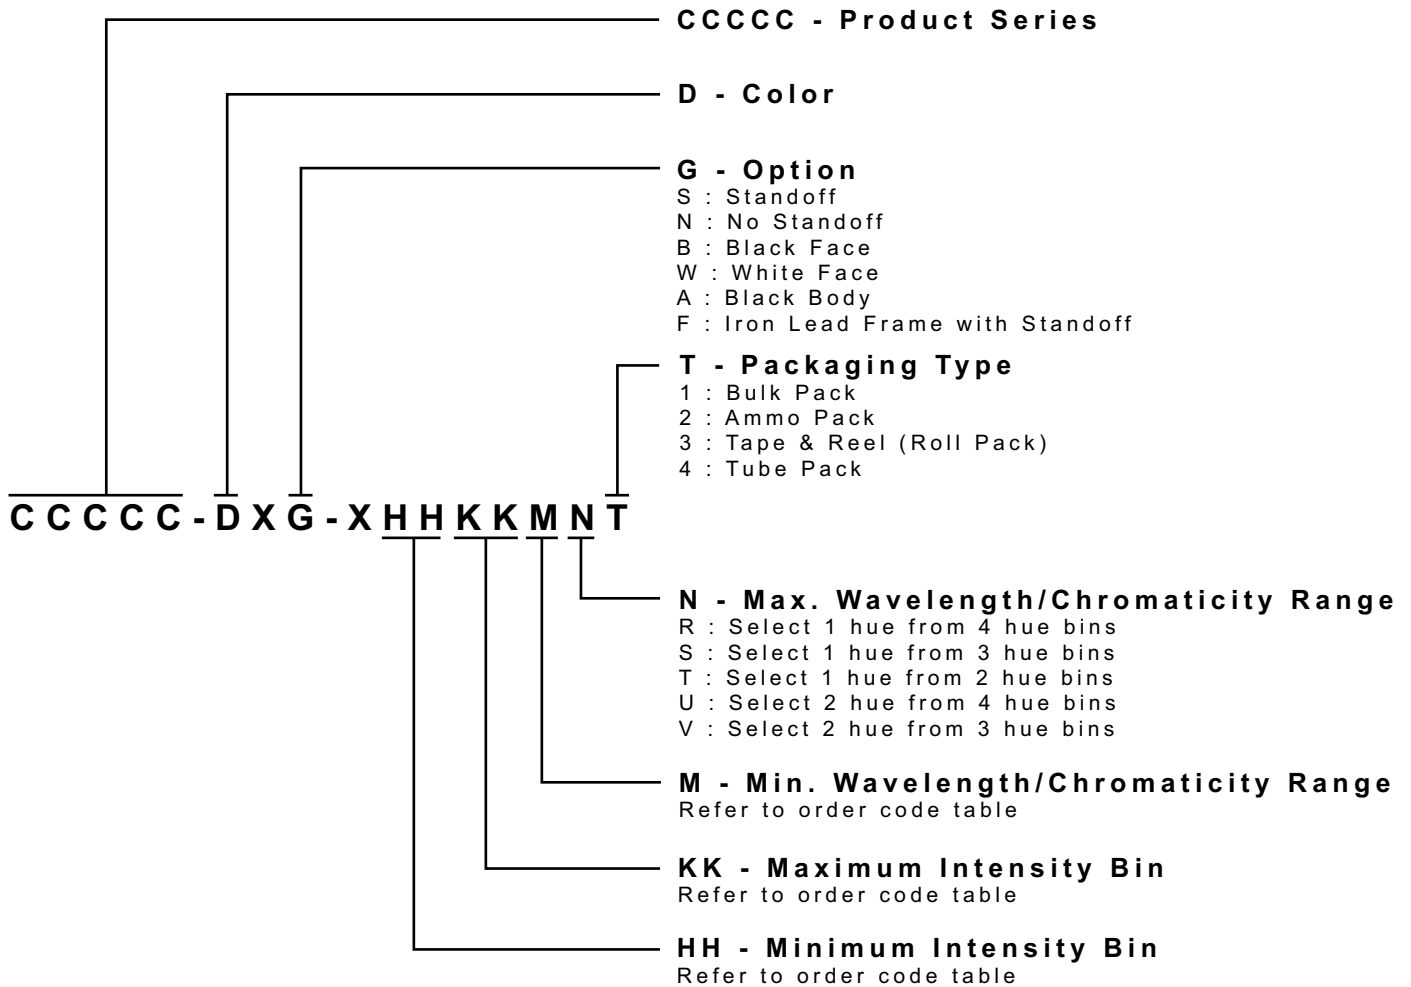 CCCCC - Product Series
D - Color
G - Option
S : Standoff
N : No Standoff
B : Black Face
W : White Face
A : Black Body
F : Iron Lead Frame with Standoff
T - Packaging Type
1 : Bulk Pack
2 : Ammo Pack
3 : Tape & Reel (Roll Pack)
4 : Tube Pack
CCCCC-DXG-XHHKKMNT
N - Max. Wavelength/Chromaticity Range
R : Select 1 hue from 4 hue bins
S : Select 1 hue from 3 hue bins
T : Select 1 hue from 2 hue bins
U : Select 2 hue from 4 hue bins
V : Select 2 hue from 3 hue bins
M - Min. Wavelength/Chromaticity Range
Refer to order code table
KK - Maximum Intensity Bin
Refer to order code table
HH - Minimum Intensity Bin
Refer to order code table